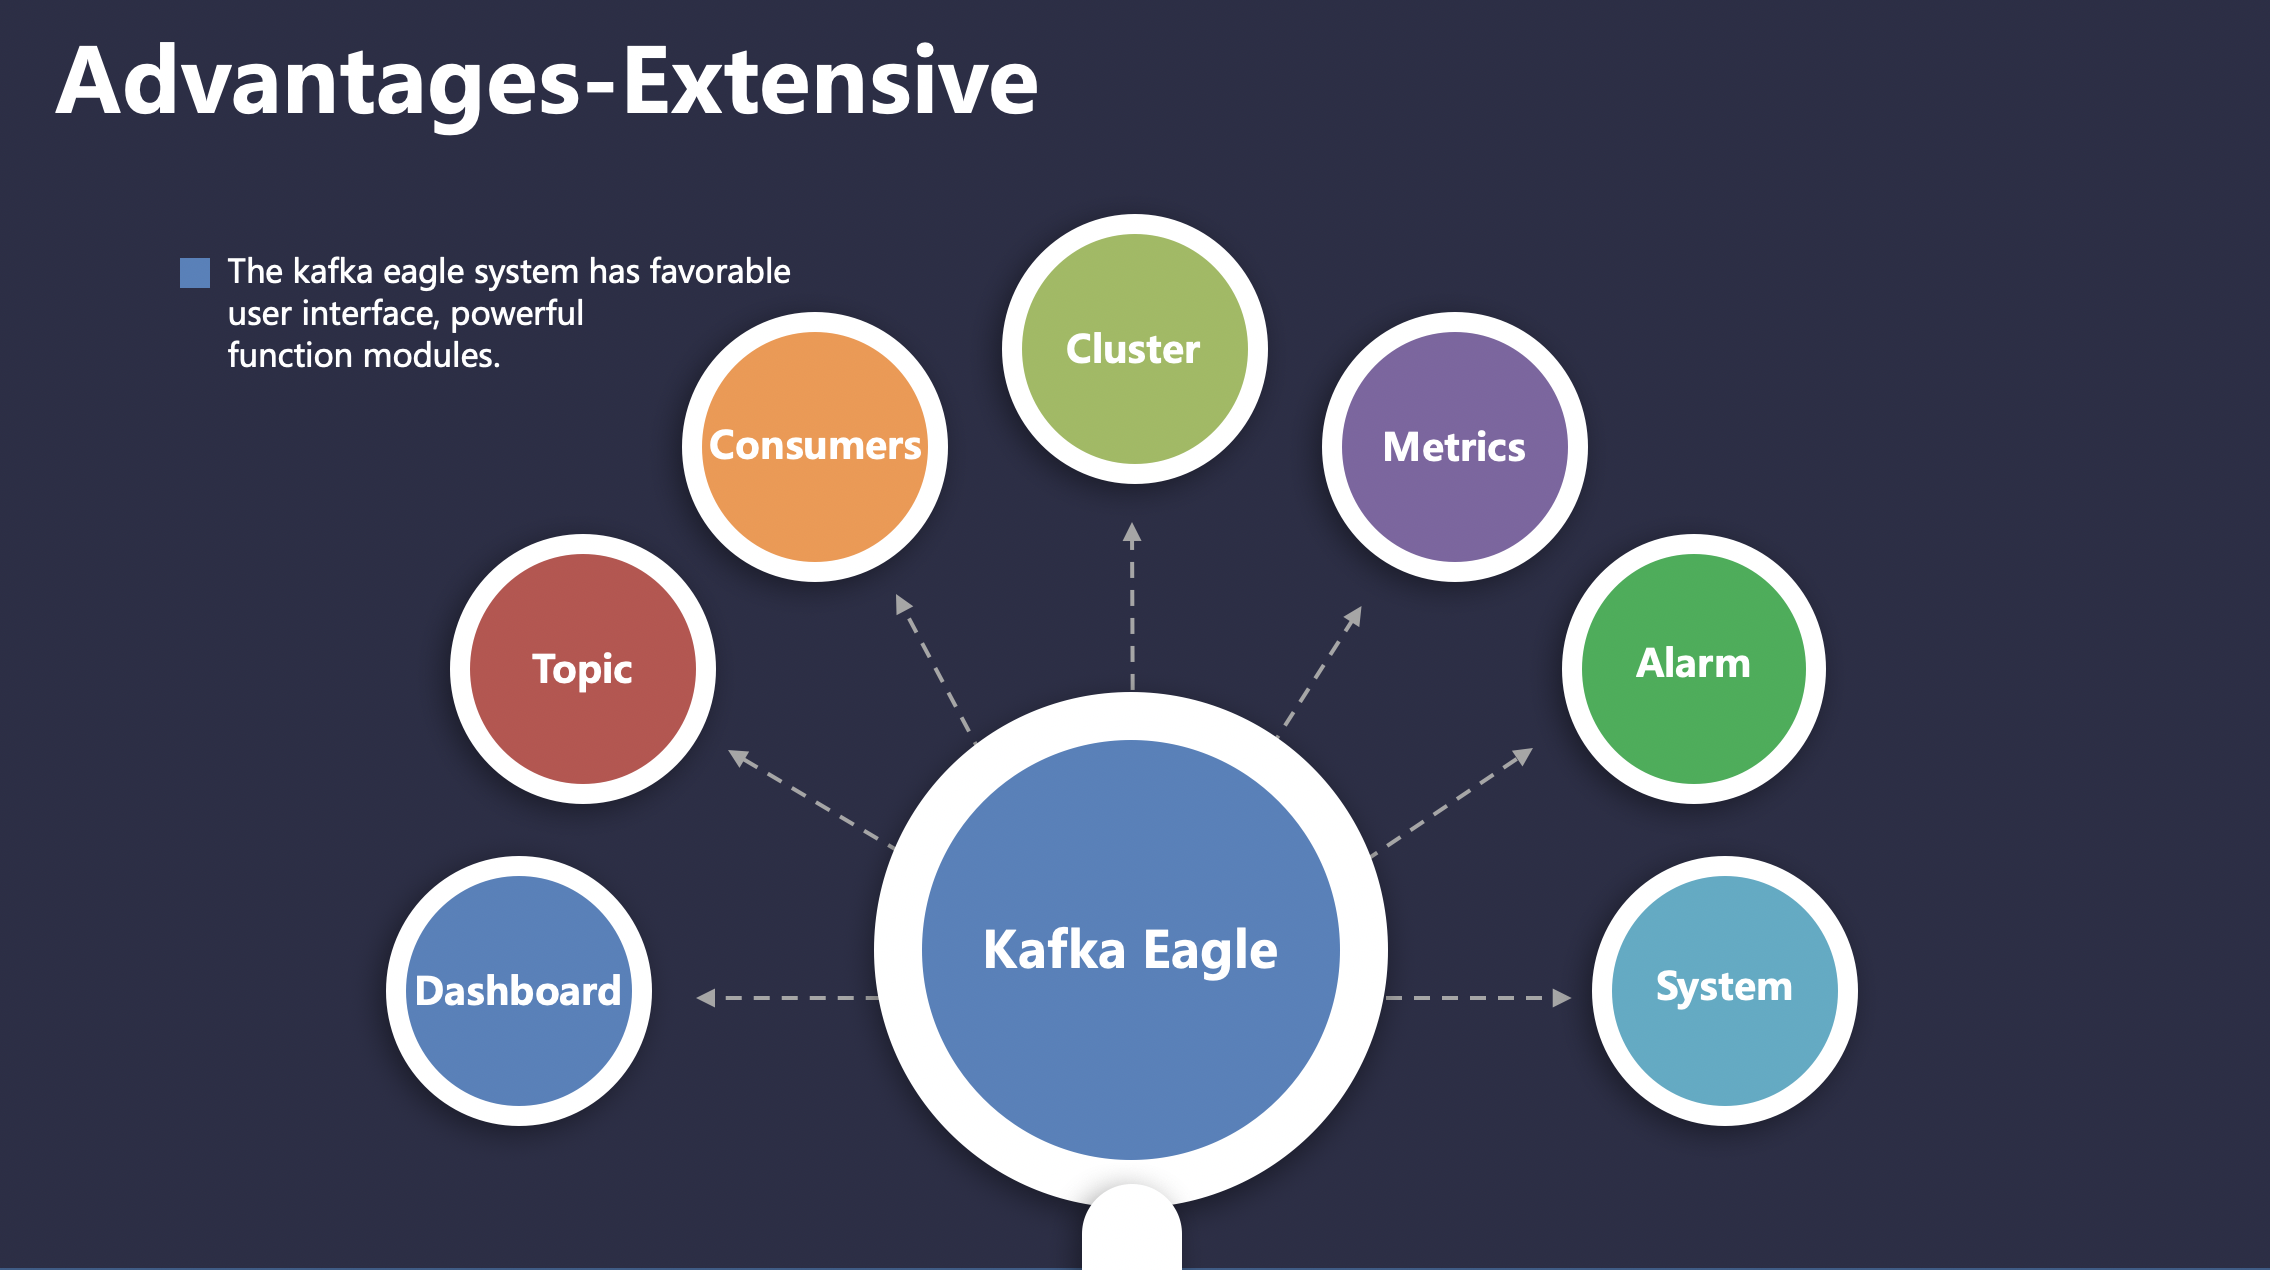 Advantages-Extensive
The kafka eagle system has favorable
user interface, powerful
function modules.
Cluster
Consumers
Metrics
Topic
Alarm
Kafka Eagle
Dashboard
System